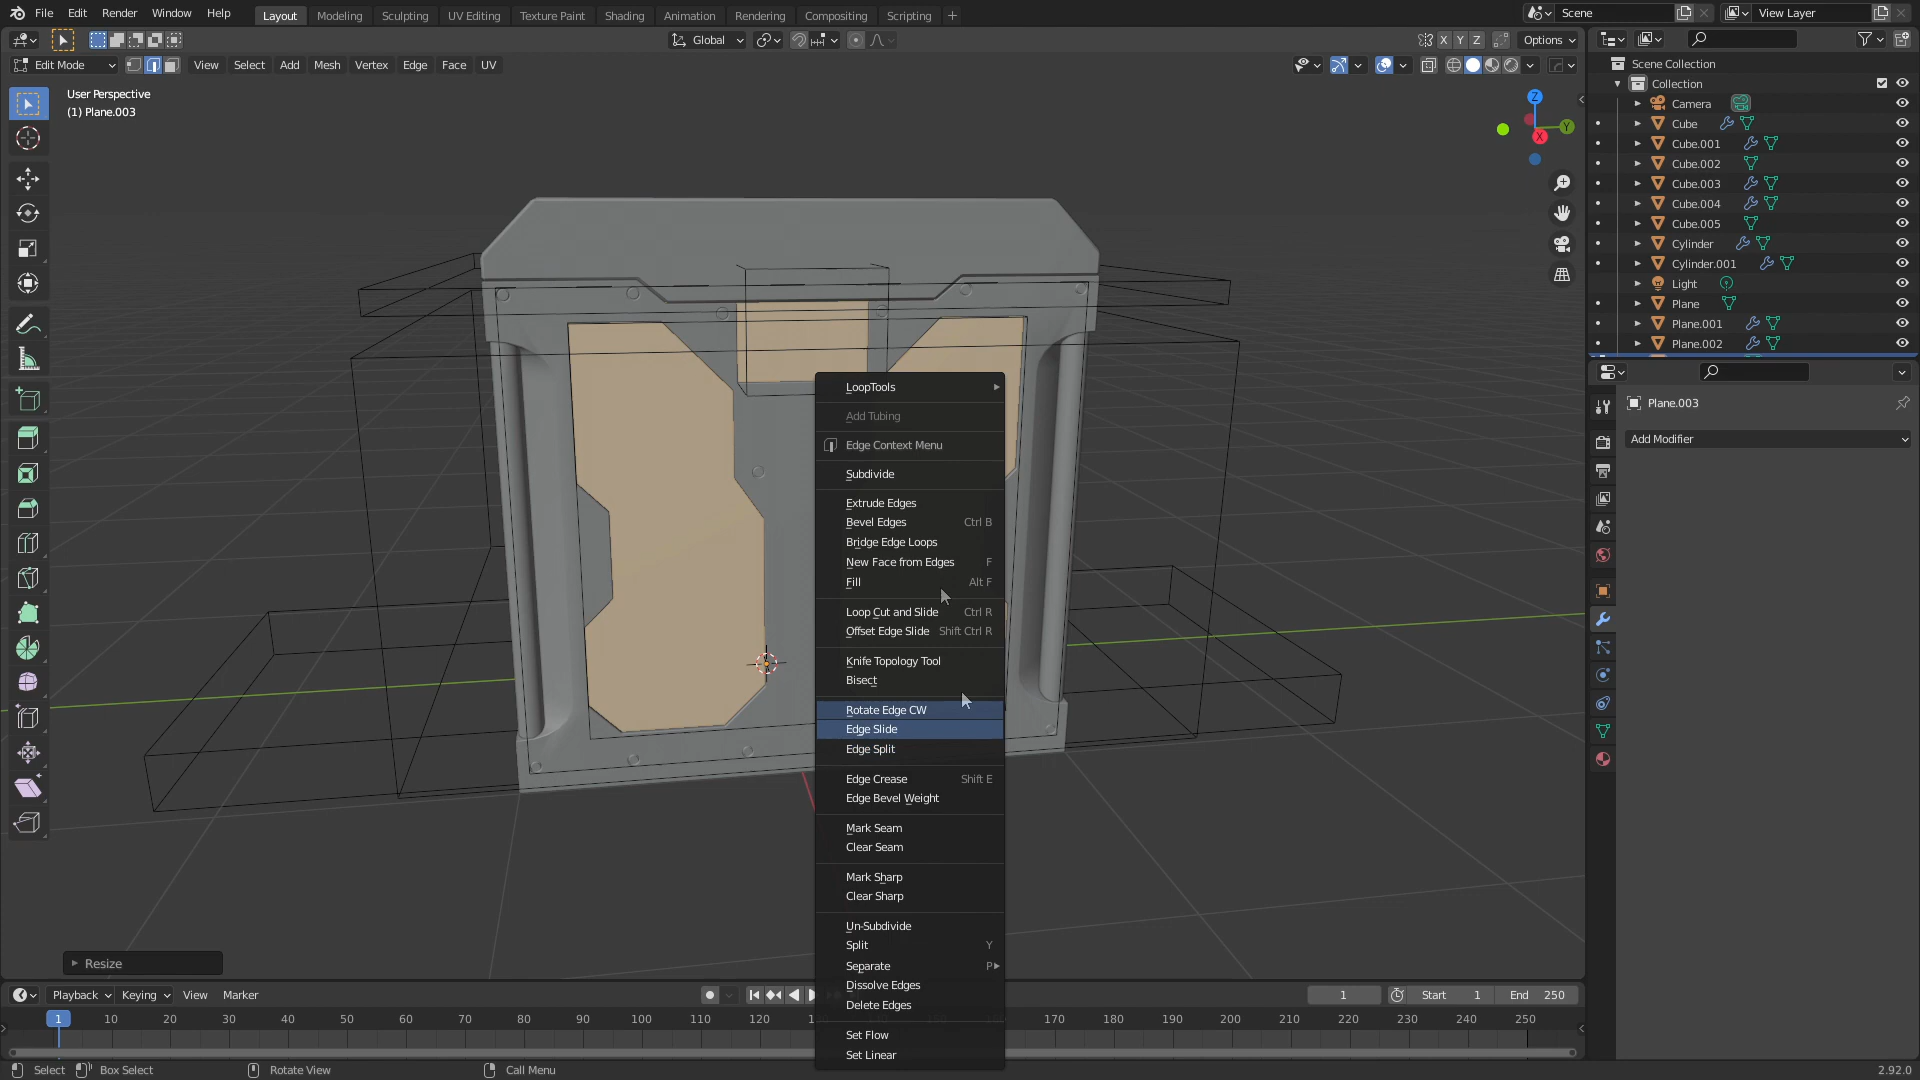 File Edit Render Window Help Layout Modeling Sculpting UV Editing Texture Paint Shading Animation Rendering Compositing Scripting + Scene View Layer
Global X Y Z Options
Edit Mode View Select Add Mesh Vertex Edge Face UV
User Perspective
(1) Plane.003
Z
Y
X
Scene Collection
Collection
Camera
Cube
Cube.001
Cube.002
Cube.003
Cube.004
Cube.005
Cylinder
Cylinder.001
Light
Plane
Plane.001
Plane.002
Plane.003
Add Modifier
LoopTools
Add Tubing
Edge Context Menu
Subdivide
Extrude Edges
Bevel Edges Ctrl B
Bridge Edge Loops
New Face from Edges F
Fill Alt F
Loop Cut and Slide Ctrl R
Offset Edge Slide Shift Ctrl R
Knife Topology Tool
Bisect
Rotate Edge CW
Edge Slide
Edge Split
Edge Crease Shift E
Edge Bevel Weight
Mark Seam
Clear Seam
Mark Sharp
Clear Sharp
Un-Subdivide
Split Y
Separate P
Dissolve Edges
Delete Edges
Set Flow
Set Linear
Resize
Playback Keying View Marker 1 Start 1 End 250
1 10 20 30 40 50 60 70 80 90 100 110 120 170 180 190 200 210 220 230 240 250
Select Box Select Rotate View Call Menu 2.92.0